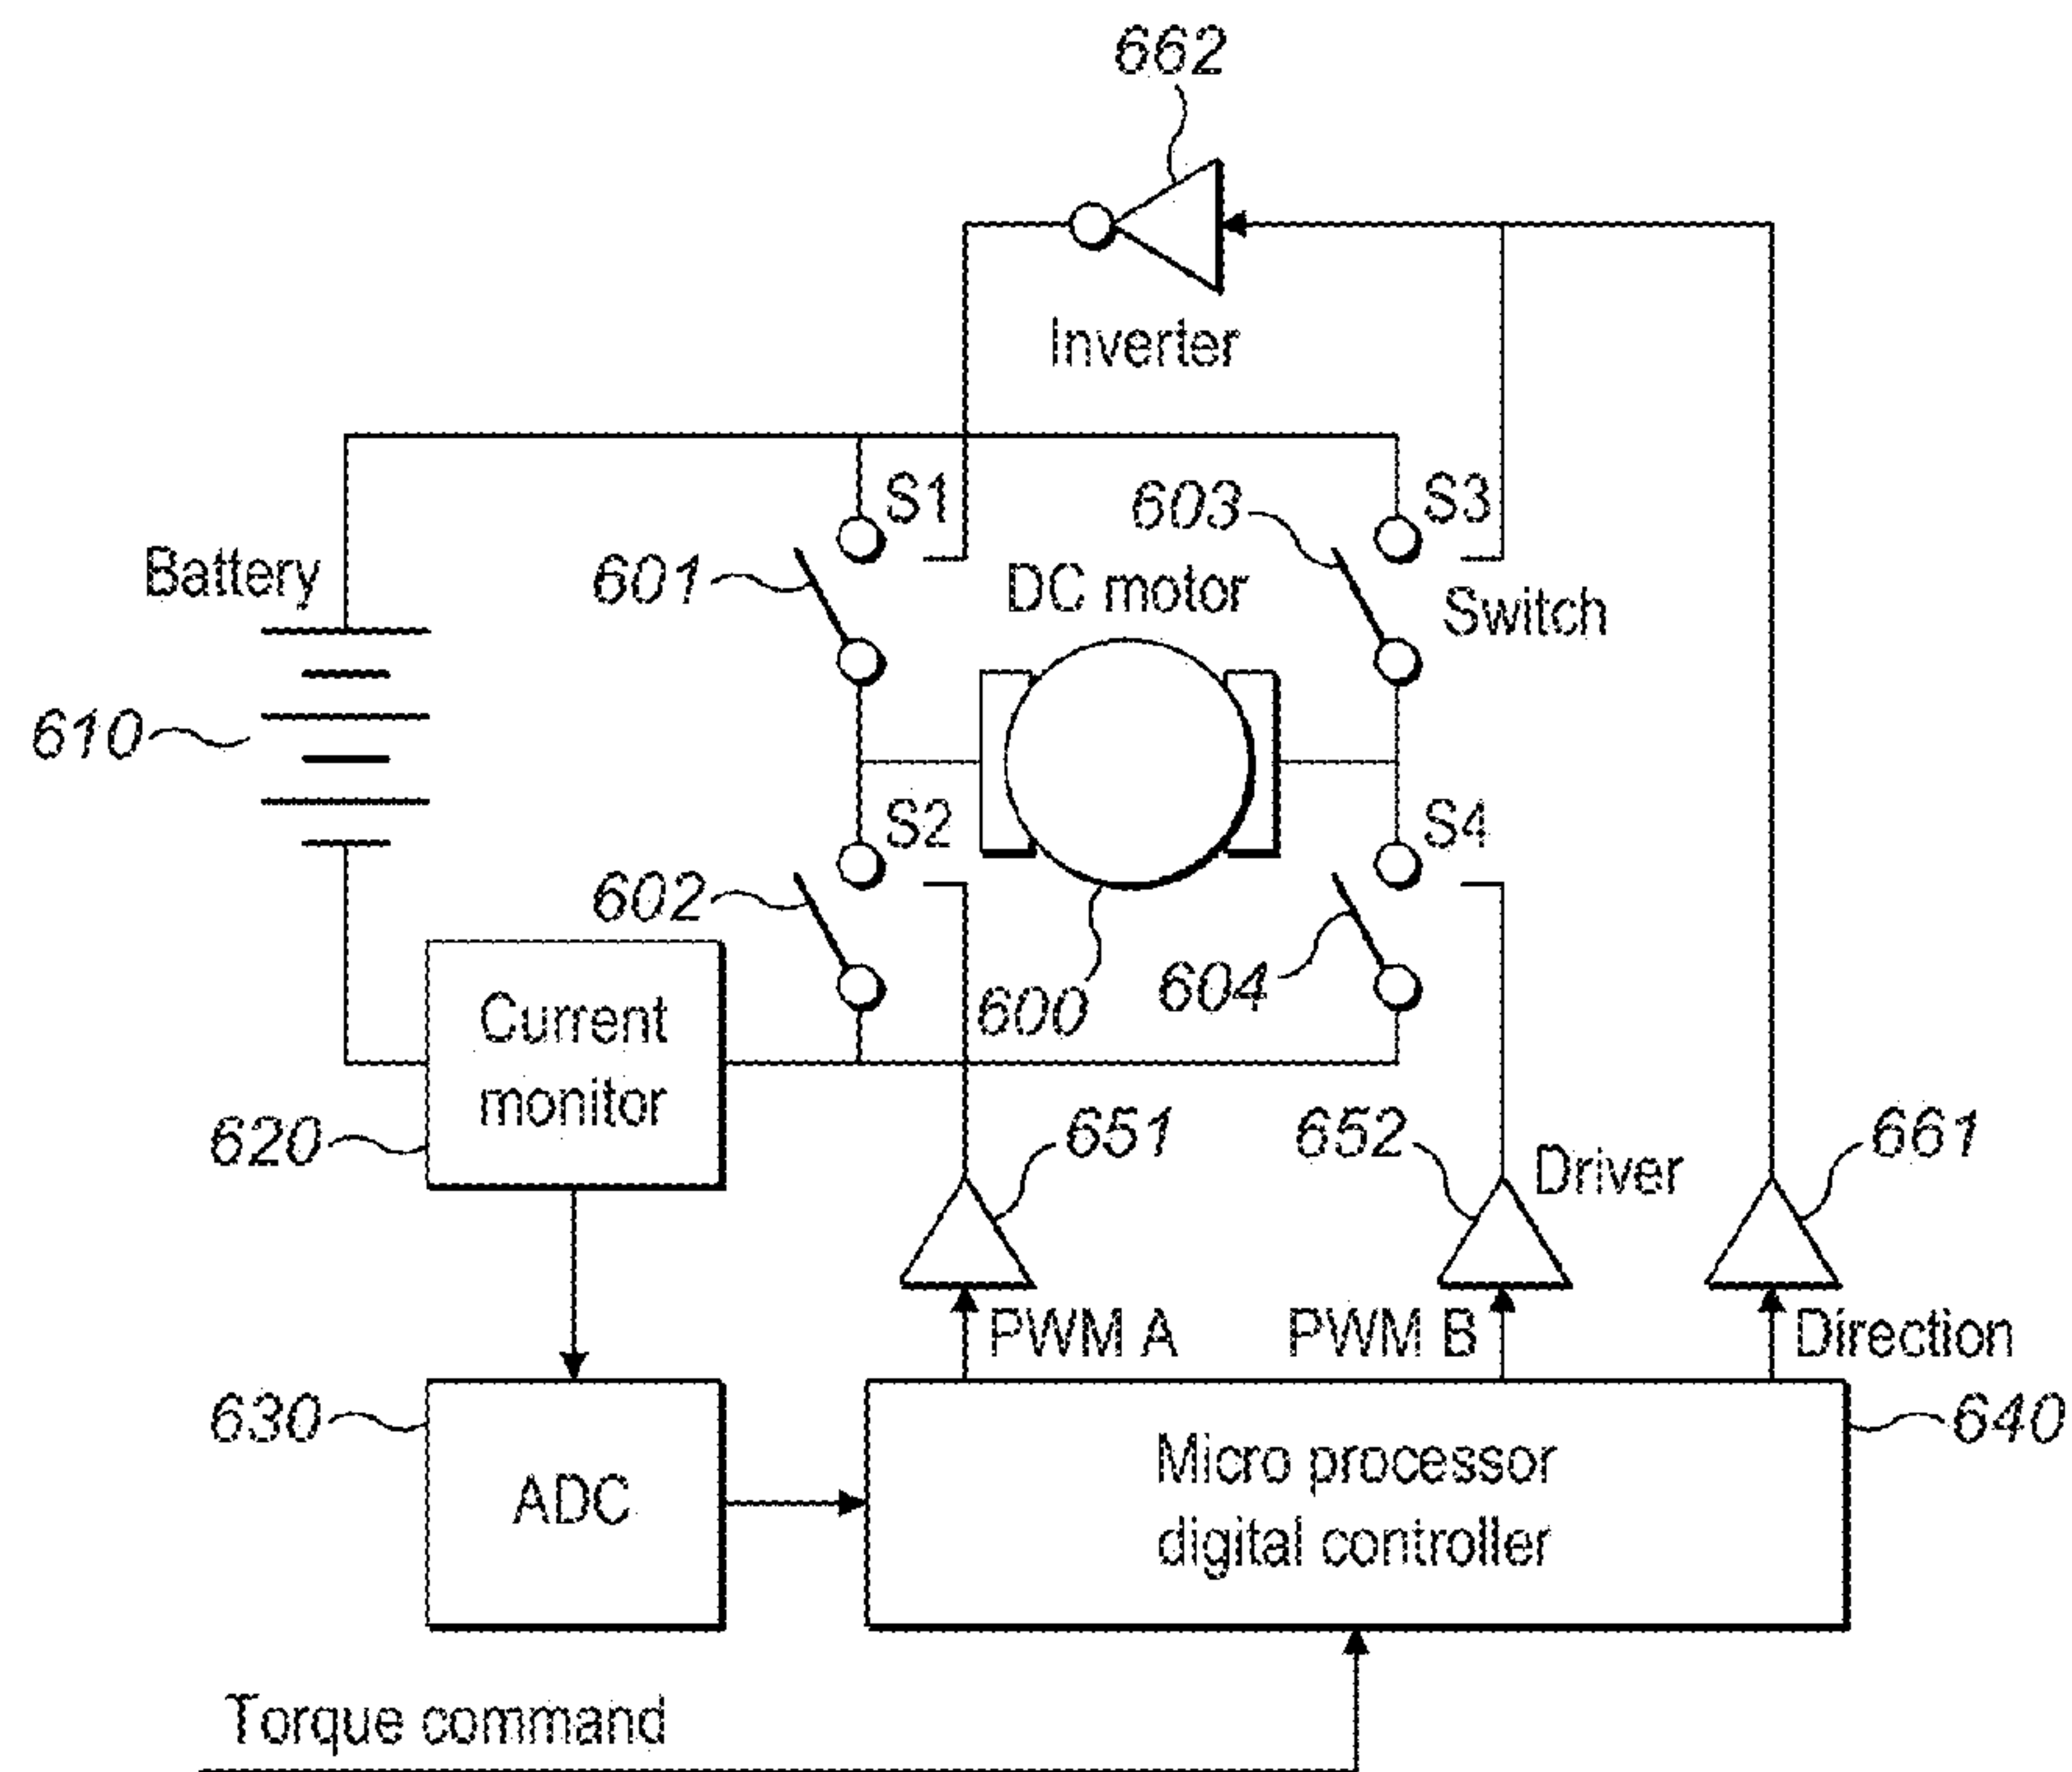 662
Inverter
S1
603
S3
Battery
601
DC motor
Switch
610
S2
S4
602
600
604
Current
monitor
620
651
652
Driver
661
PWM A
PWM B
Direction
630
ADC
Micro processor
digital controller
640
Torque command